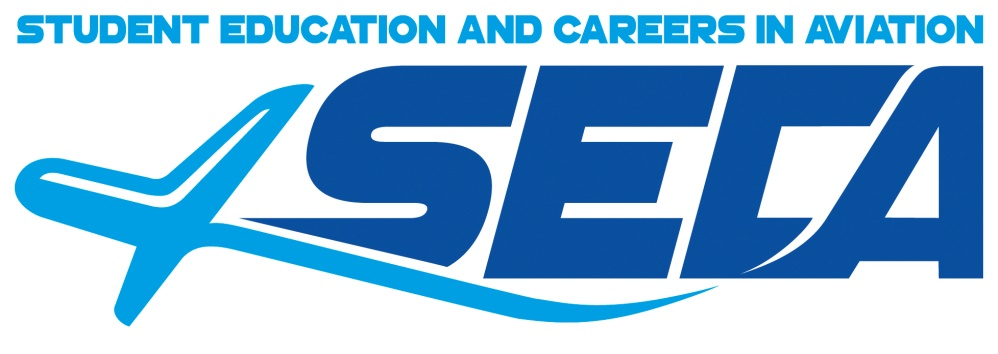 STUDENT EDUCATION AND CAREERS IN AVIATION
SECA